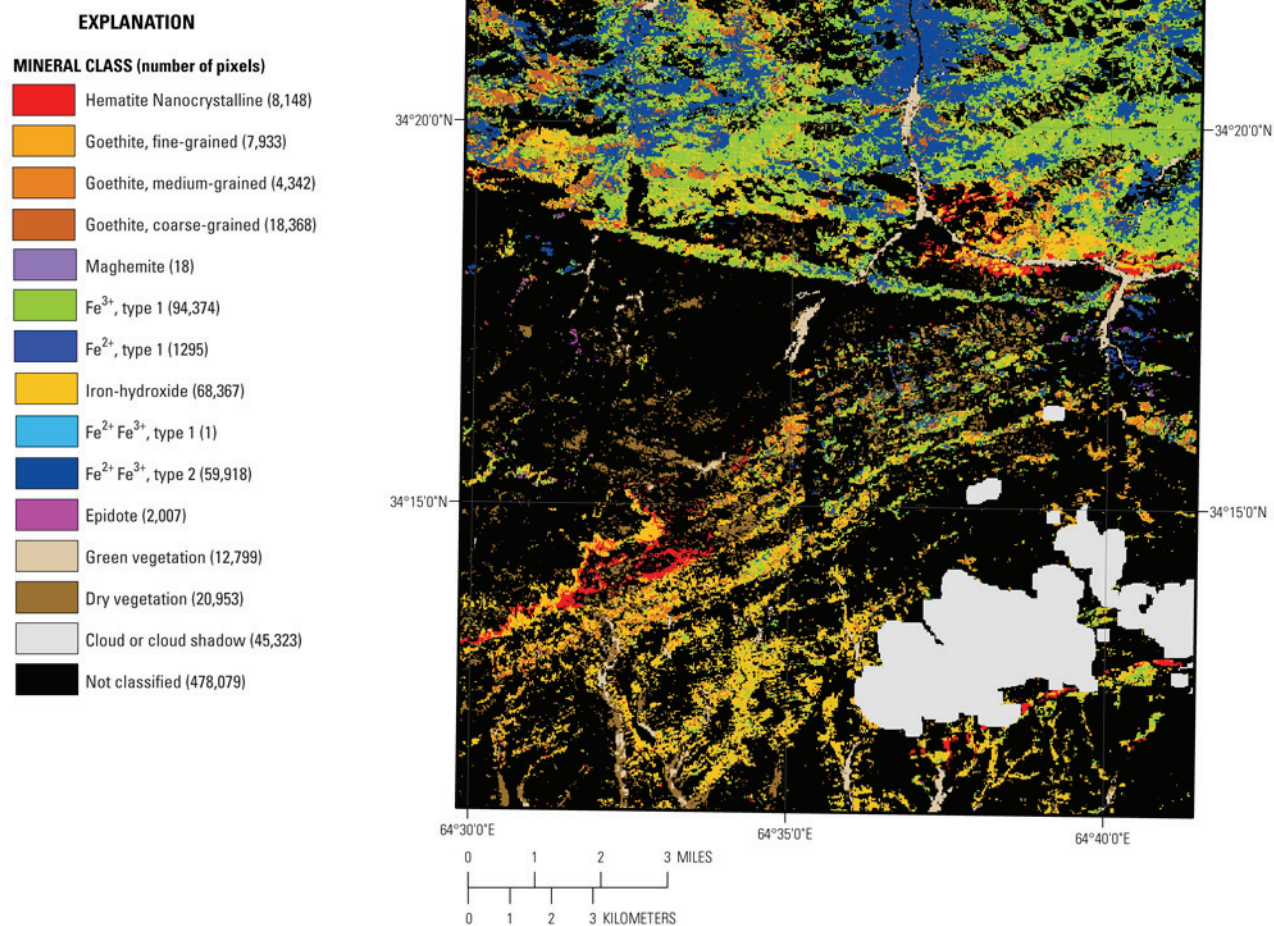 EXPLANATION
MINERAL CLASS (number of pixels)
Hematite Nanocrystalline (8,148)
Goethite, fine-grained (7,933)
Goethite, medium-grained (4,342)
Goethite, coarse-grained (18,368)
Maghemite (18)
Fe³⁺, type 1 (94,374)
Fe²⁺, type 1 (1295)
Iron-hydroxide (68,367)
Fe²⁺ Fe³⁺, type 1 (1)
Fe²⁺ Fe³⁺, type 2 (59,918)
Epidote (2,007)
Green vegetation (12,799)
Dry vegetation (20,953)
Cloud or cloud shadow (45,323)
Not classified (478,079)
34°20'0"N
34°20'0"N
34°15'0"N
34°15'0"N
64°30'0"E
64°35'0"E
64°40'0"E
0 1 2 3 MILES
0 1 2 3 KILOMETERS